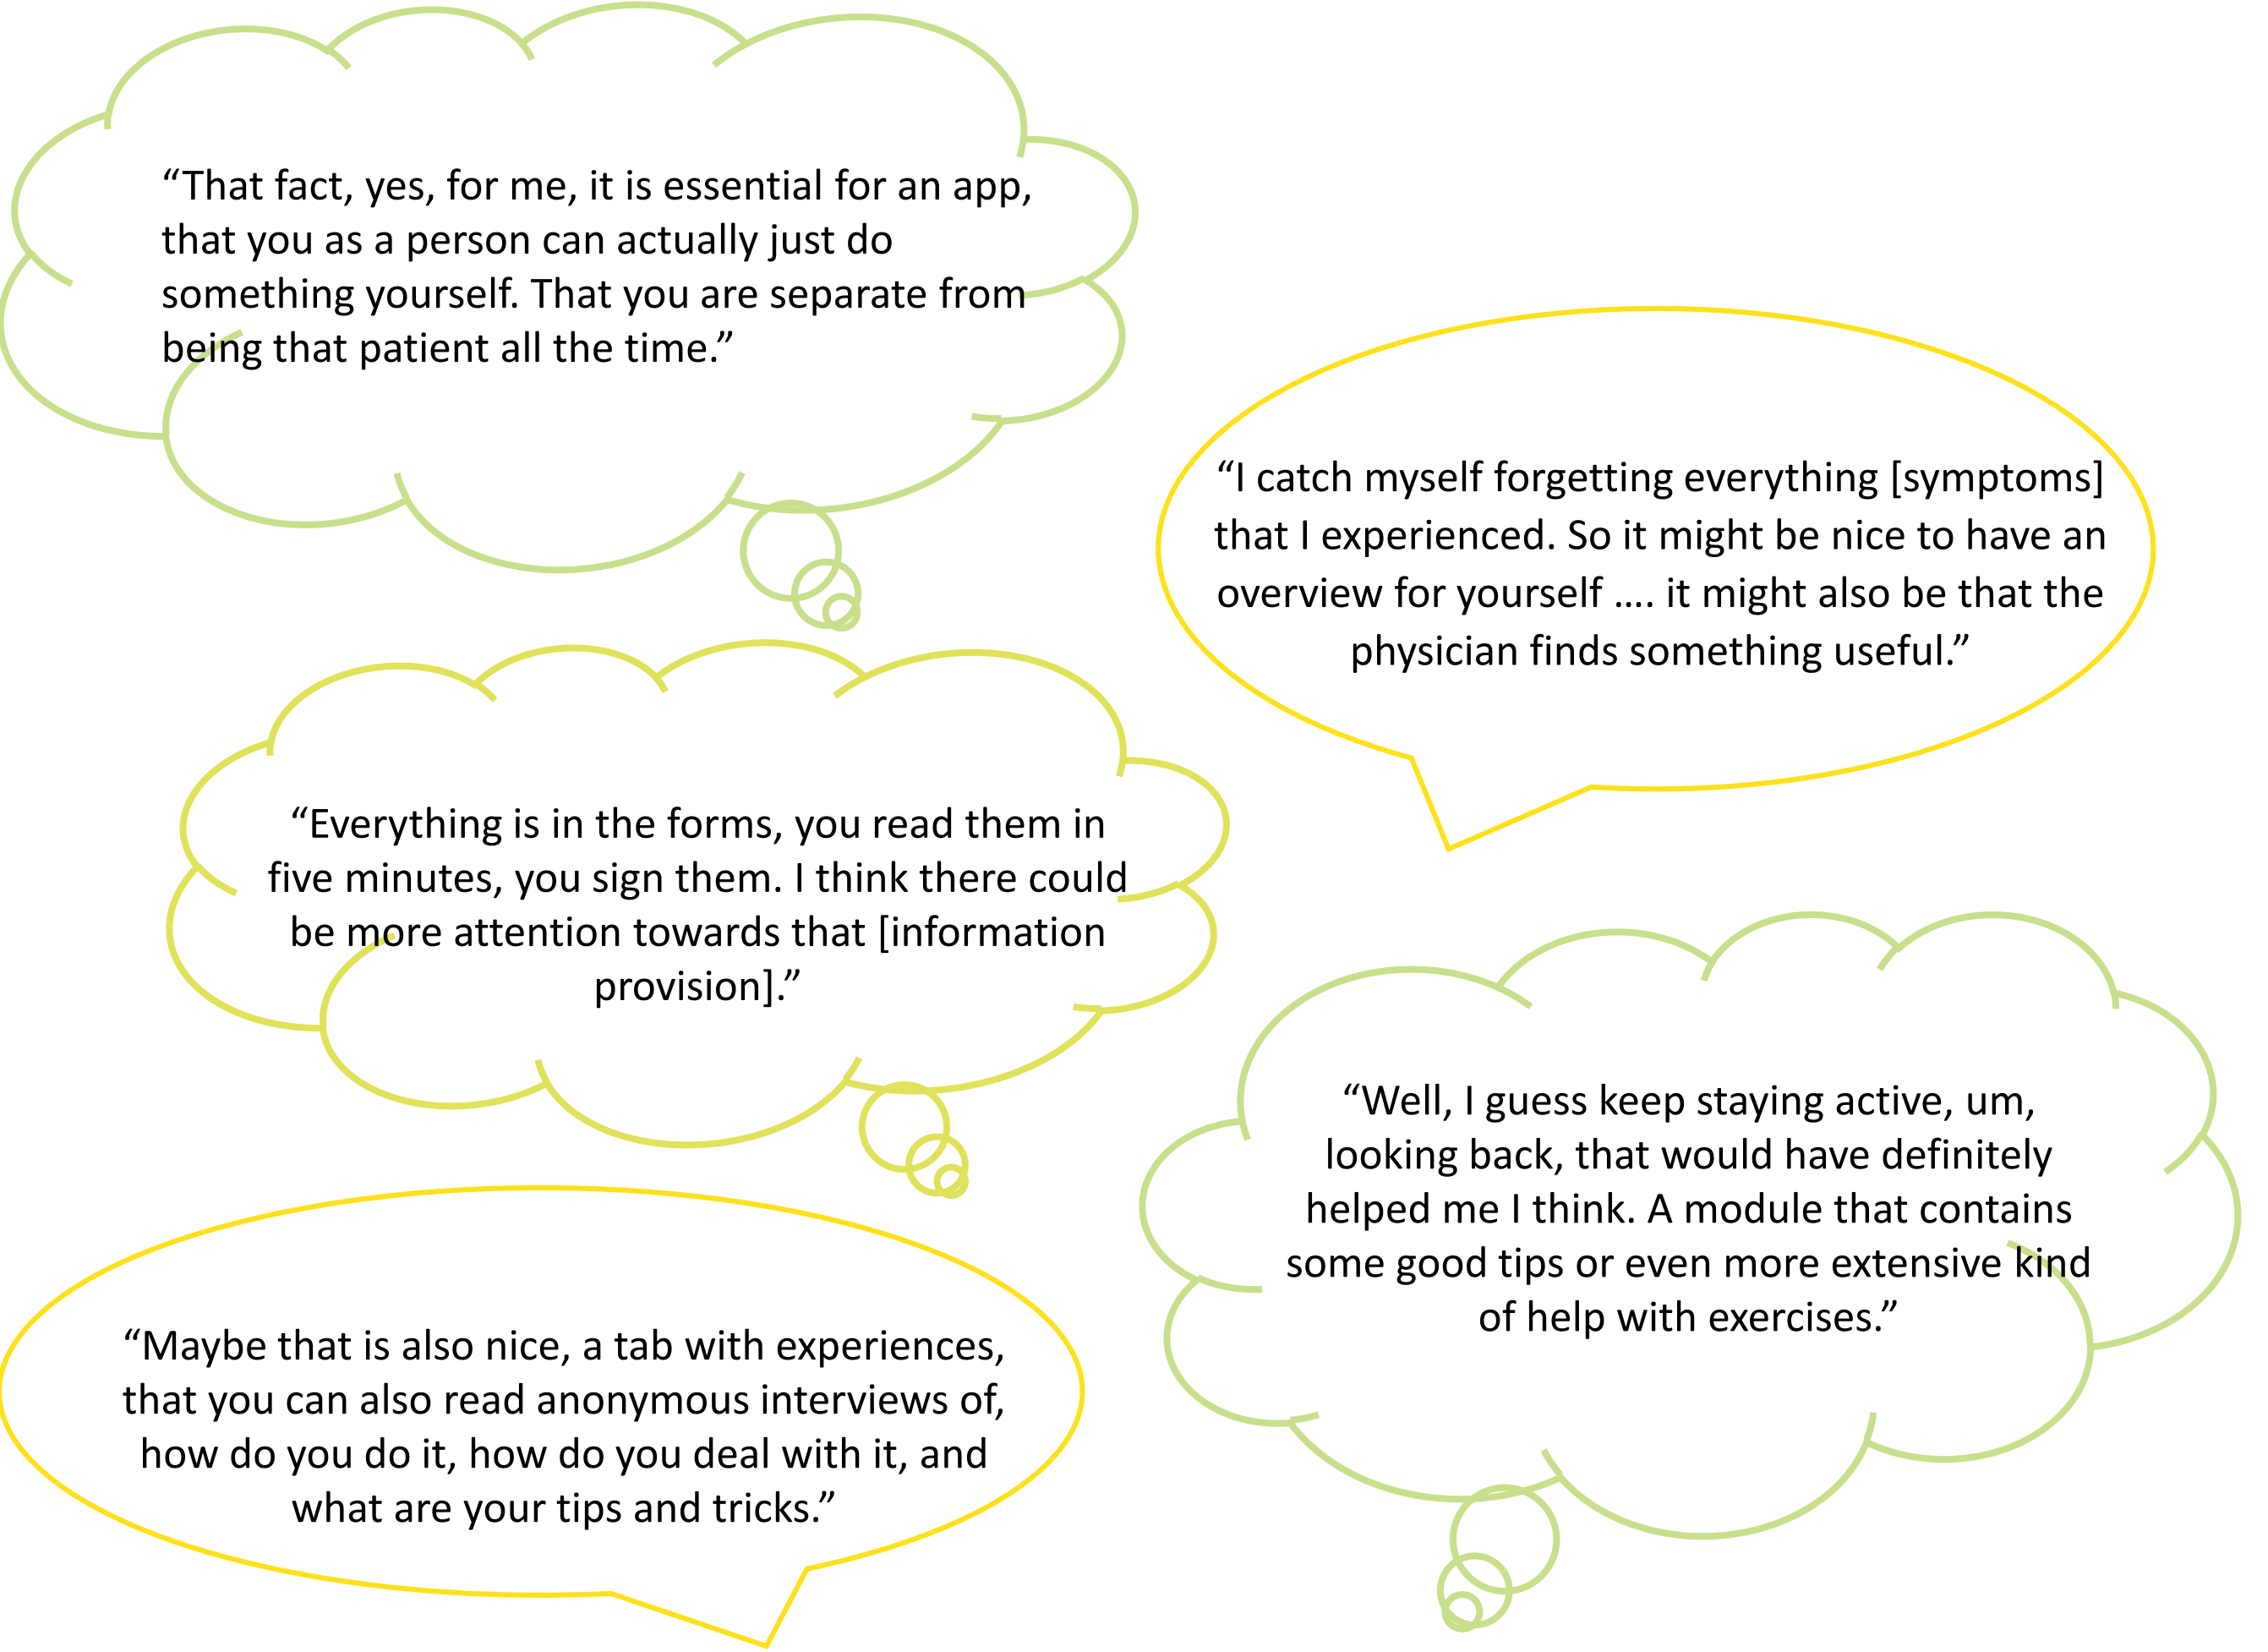 “That fact, yes, for me, it is essential for an app,
that you as a person can actually just do
something yourself. That you are separate from
being that patient all the time.”
“I catch myself forgetting everything [symptoms]
that I experienced. So it might be nice to have an
overview for yourself …. it might also be that the
physician finds something useful.”
“Everything is in the forms, you read them in
five minutes, you sign them. I think there could
be more attention towards that [information
provision].”
“Well, I guess keep staying active, um,
looking back, that would have definitely
helped me I think. A module that contains
some good tips or even more extensive kind
of help with exercises.”
“Maybe that is also nice, a tab with experiences,
that you can also read anonymous interviews of,
how do you do it, how do you deal with it, and
what are your tips and tricks.”